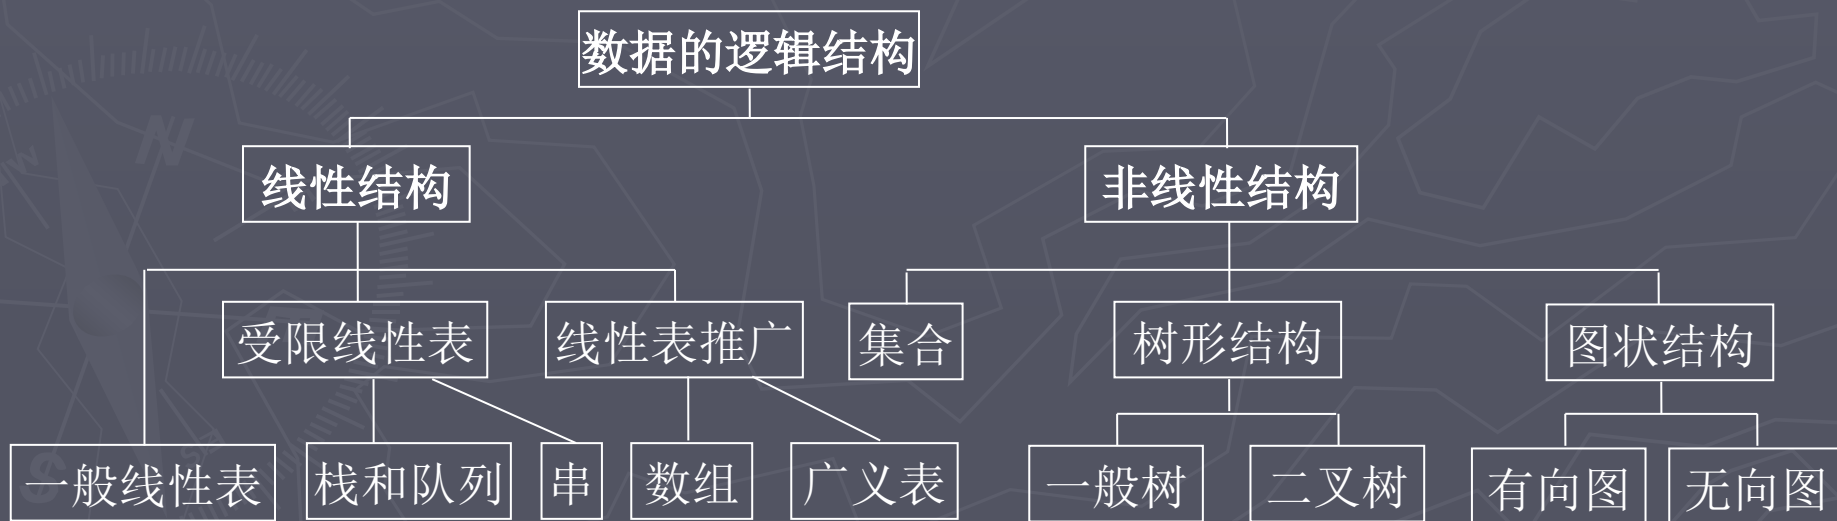 数据的逻辑结构
线性结构
非线性结构
受限线性表
线性表推广
集合
树形结构
图状结构
一般线性表
栈和队列
串
数组
广义表
一般树
二叉树
有向图
无向图
N
S